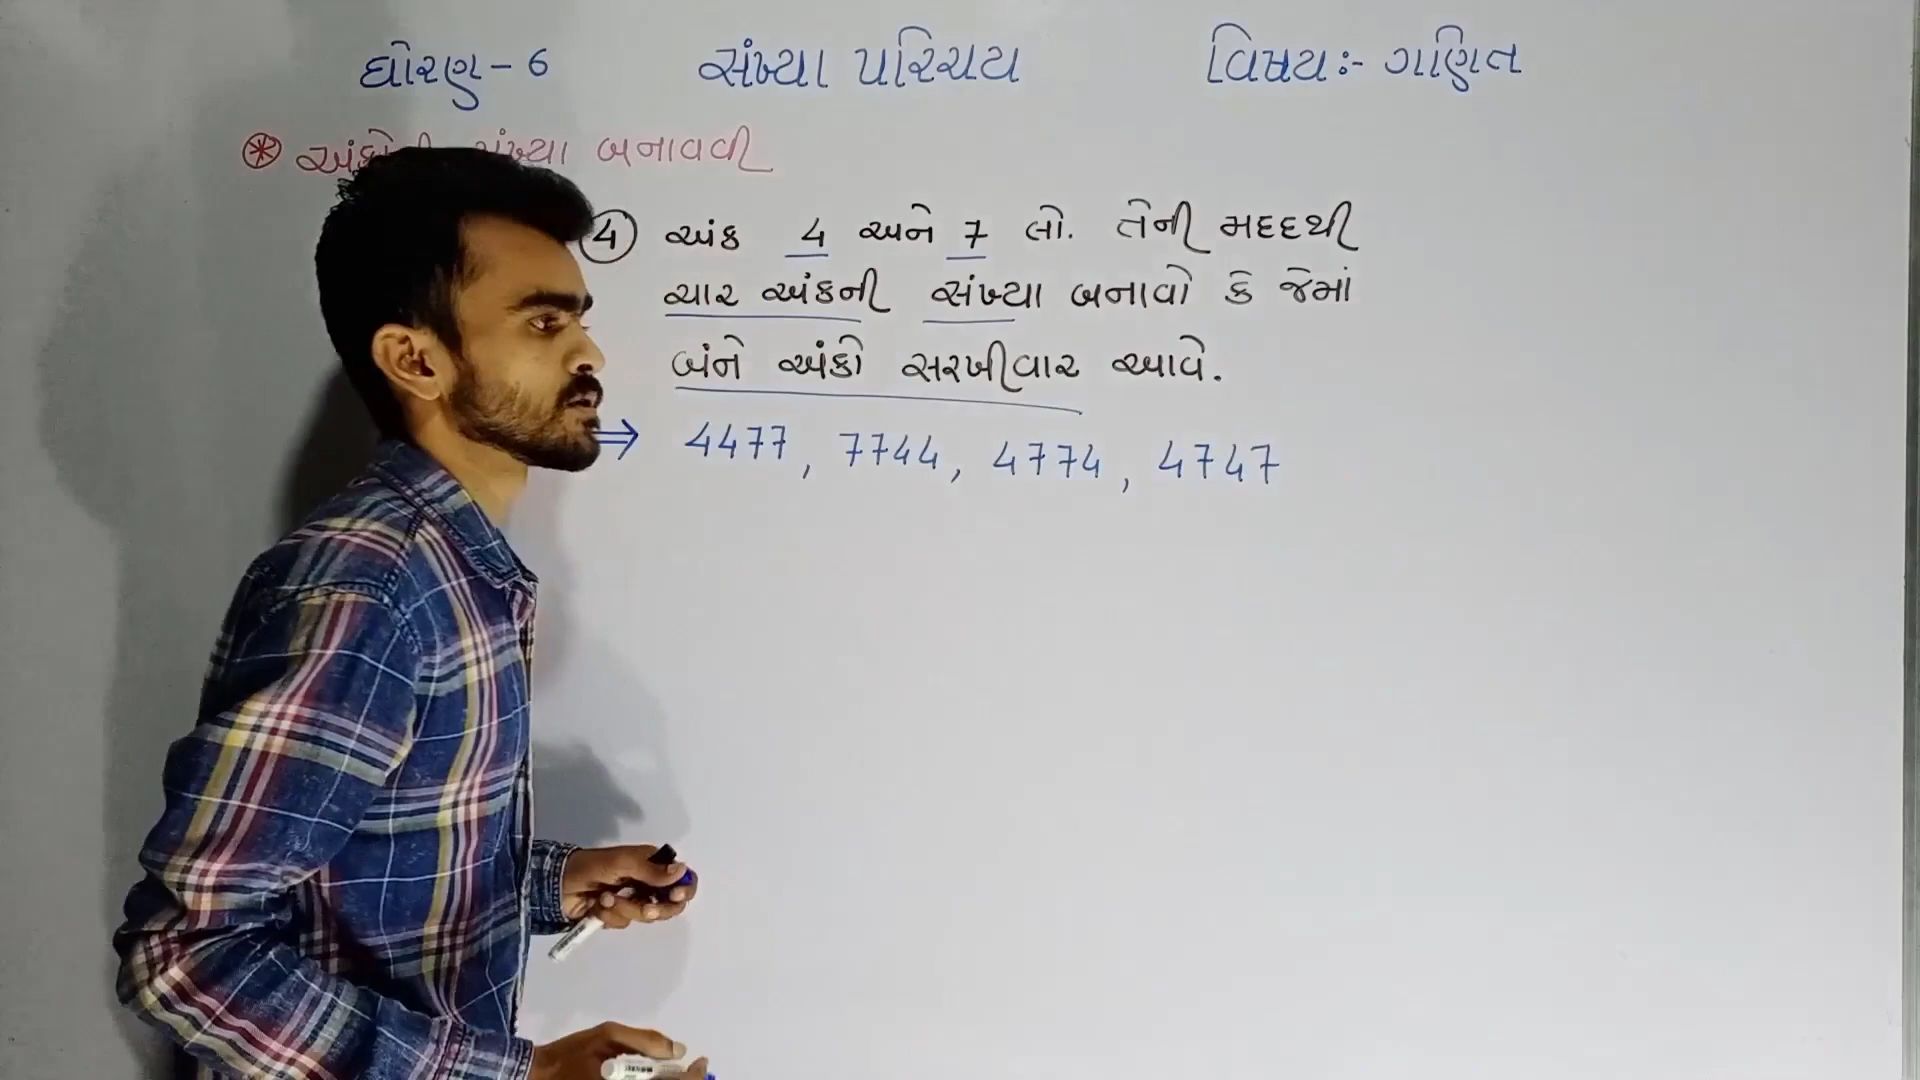 ધોરણ - 6 સંખ્યા પરિચય વિષય:- ગણિત
સંખ્યા બનાવવી
4 અંક 4 અને 7 લો. તેની મદદથી
ચાર અંકની સંખ્યા બનાવો કે જેમાં
બંને અંકો સરખીવાર આવે.
⇒ 4477, 7744, 4774, 4747